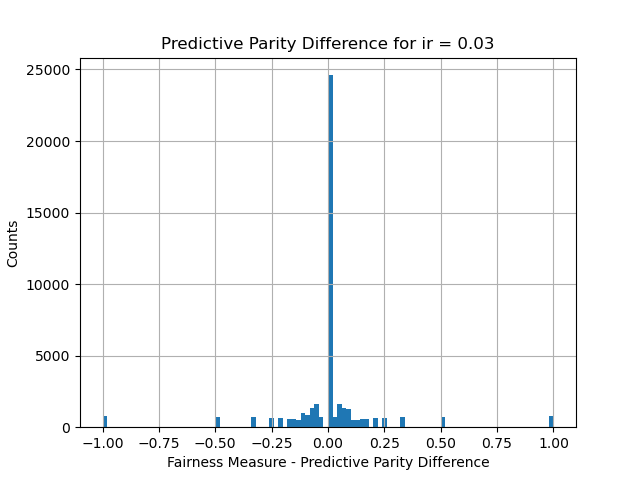 Predictive Parity Difference for ir = 0.03
25000
20000
15000
10000
5000
0
Counts
−1.00 −0.75 −0.50 −0.25 0.00 0.25 0.50 0.75 1.00
Fairness Measure - Predictive Parity Difference